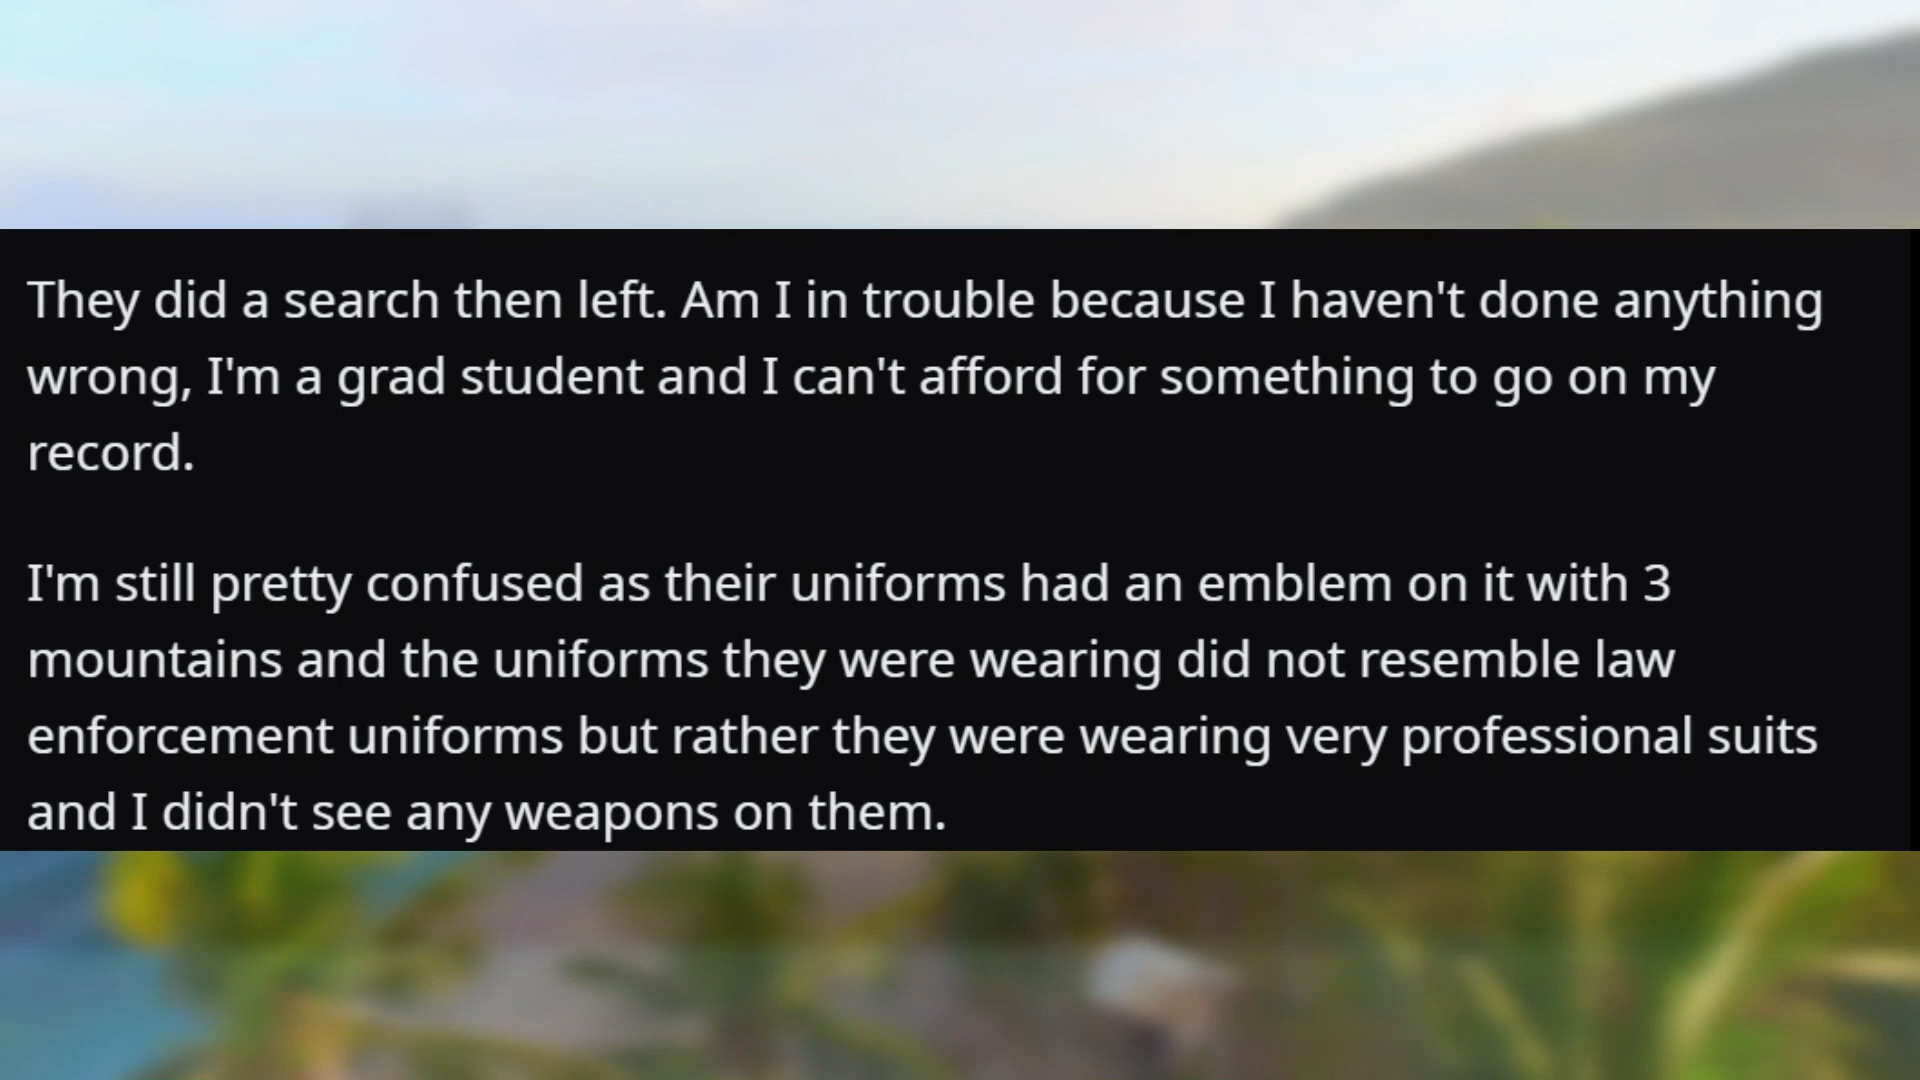 They did a search then left. Am I in trouble because I haven't done anything
wrong, I'm a grad student and I can't afford for something to go on my
record.
I'm still pretty confused as their uniforms had an emblem on it with 3
mountains and the uniforms they were wearing did not resemble law
enforcement uniforms but rather they were wearing very professional suits
and I didn't see any weapons on them.